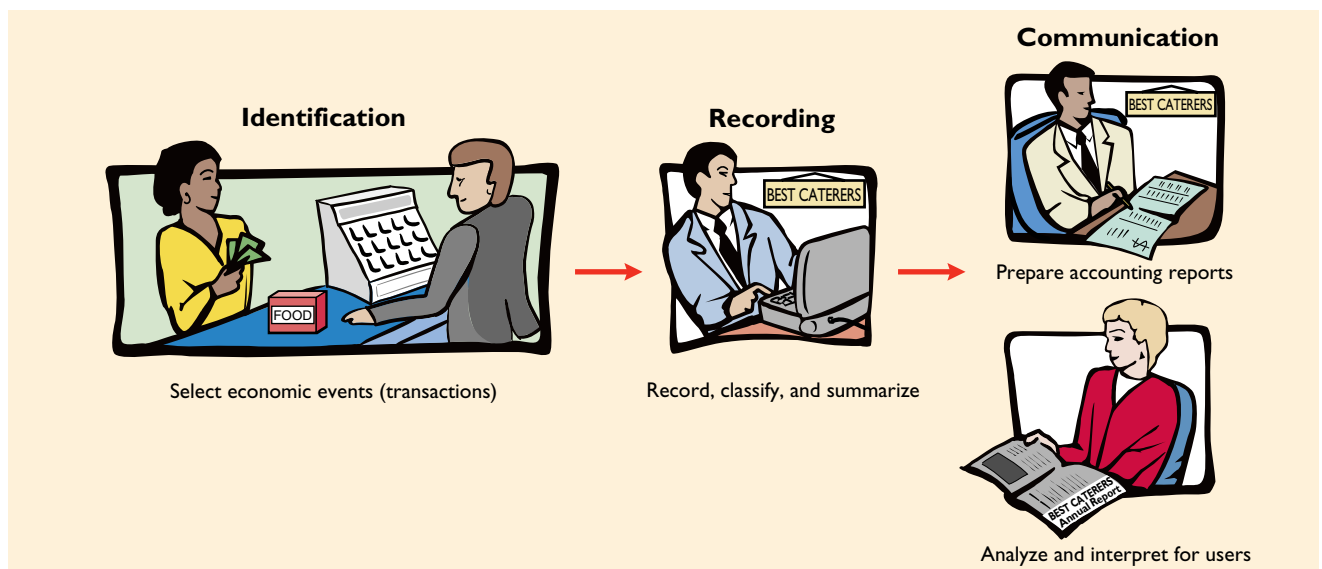 Identification
FOOD
Select economic events (transactions)
Recording
BEST CATERERS
Record, classify, and summarize
Communication
BEST CATERERS
Prepare accounting reports
BEST CATERERS
Annual Report
Analyze and interpret for users